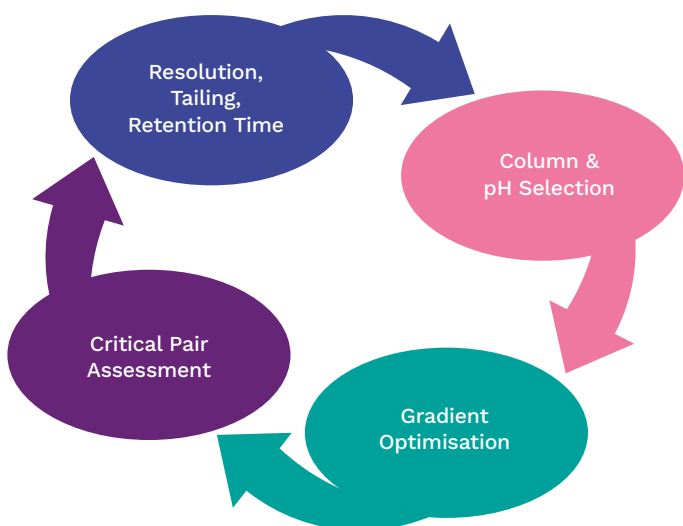 Resolution,
Tailing,
Retention Time
Column &
pH Selection
Gradient
Optimisation
Critical Pair
Assessment